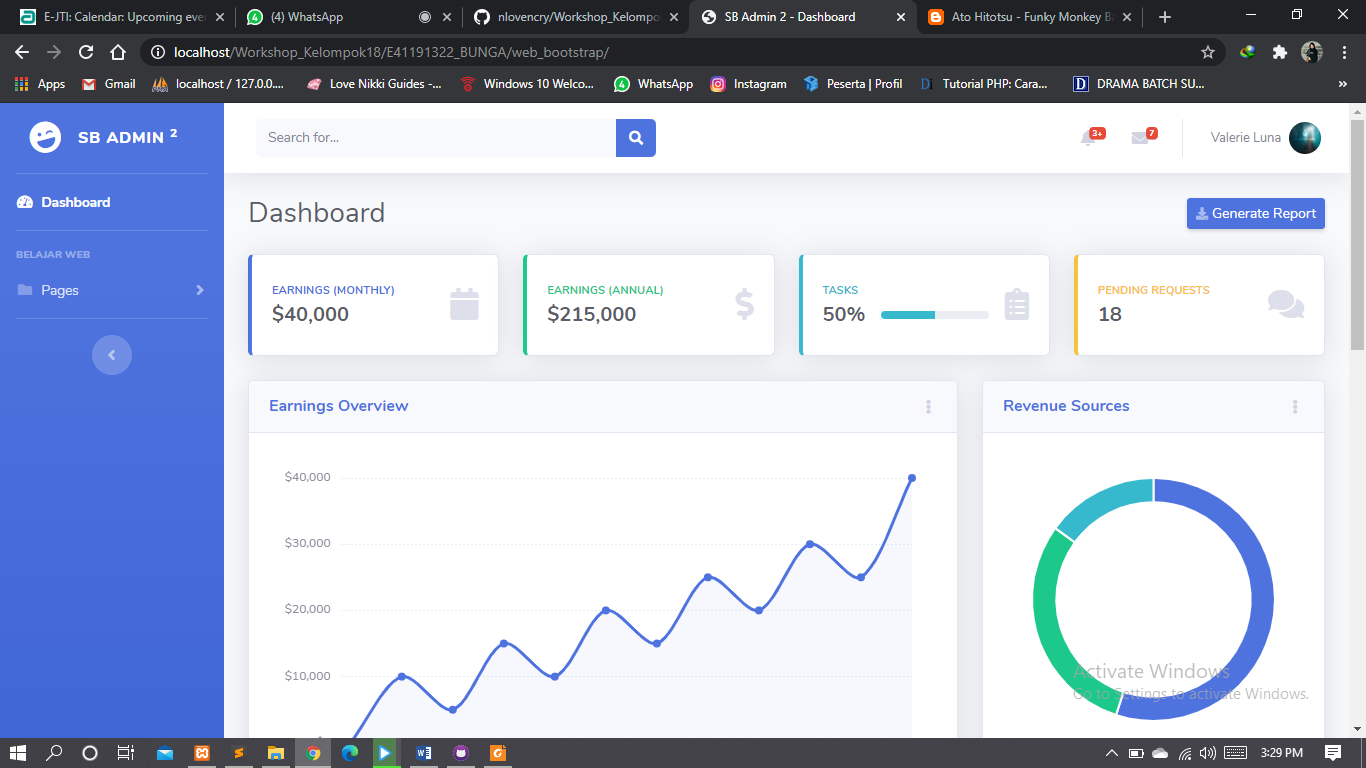 E-JTI: Calendar: Upcoming eve
(4) WhatsApp
nlovencry/Workshop_Kelompo
SB Admin 2 - Dashboard
Ato Hitotsu - Funky Monkey B
localhost/Workshop_Kelompok18/E41191322_BUNGA/web_bootstrap/
Apps
Gmail
localhost / 127.0.0....
Love Nikki Guides -...
Windows 10 Welco...
4
WhatsApp
Instagram
Peserta | Profil
Di
Tutorial PHP: Cara...
D
DRAMA BATCH SU...
»
SB ADMIN 2
Search for...
3+
7
Valerie Luna
Dashboard
BELAJAR WEB
Pages
Dashboard
Generate Report
EARNINGS (MONTHLY)
$40,000
EARNINGS (ANNUAL)
$215,000
TASKS
50%
PENDING REQUESTS
18
Earnings Overview
$40,000
$30,000
$20,000
$10,000
Revenue Sources
Activate Windows
Go to Settings to activate Windows.
3:29 PM